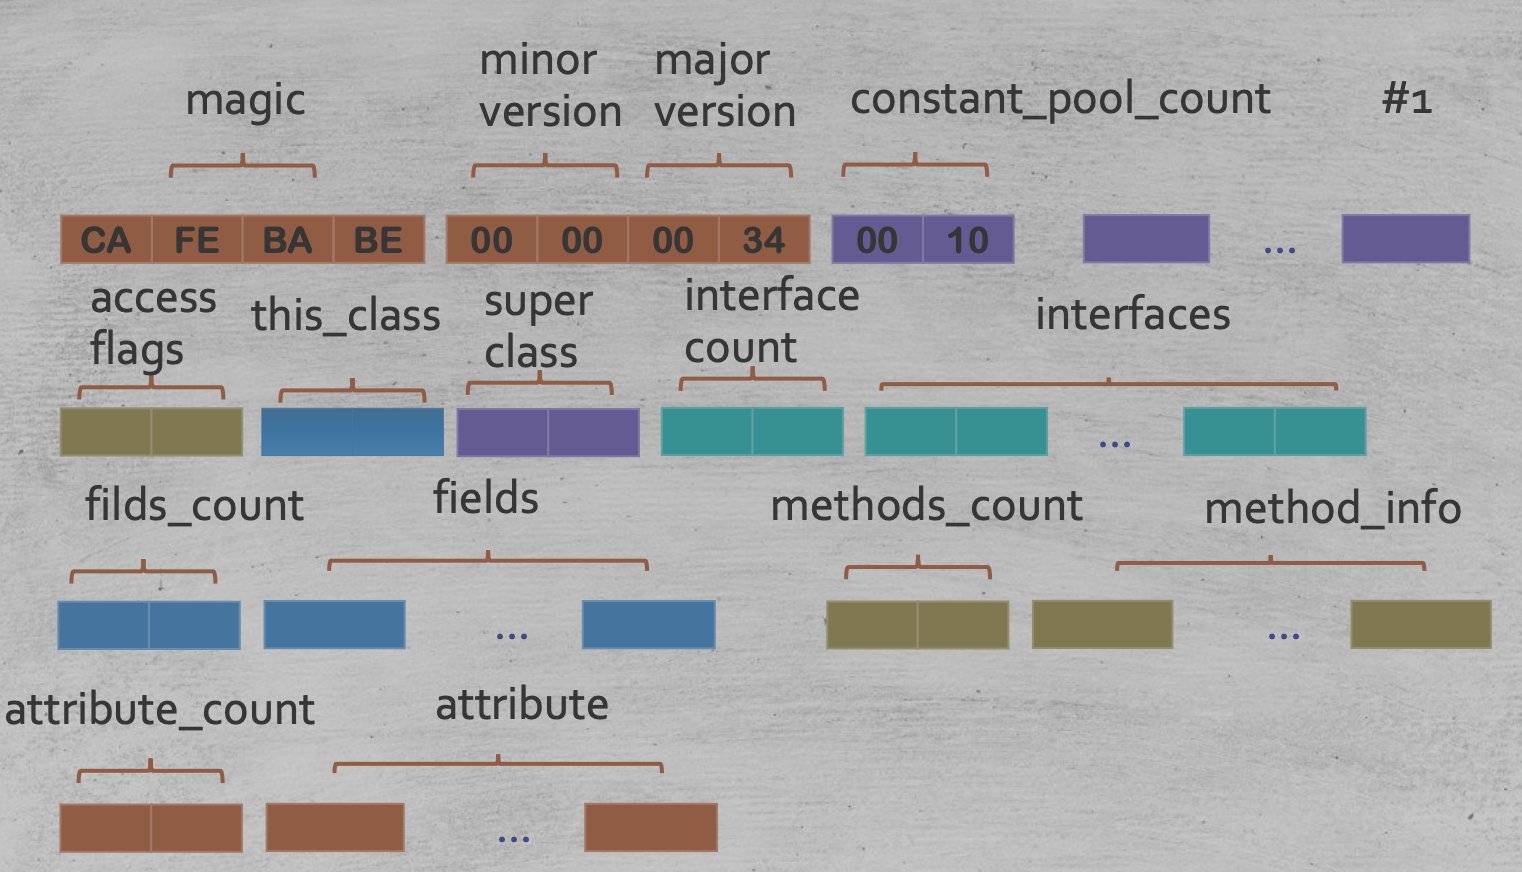 magic
minor
version
major
version
constant_pool_count
#1
CA FE BA BE 00 00 00 34 00 10 ...
access
flags
this_class
super
class
interface
count
interfaces
...
filds_count
fields
methods_count
method_info
... ...
attribute_count
attribute
...